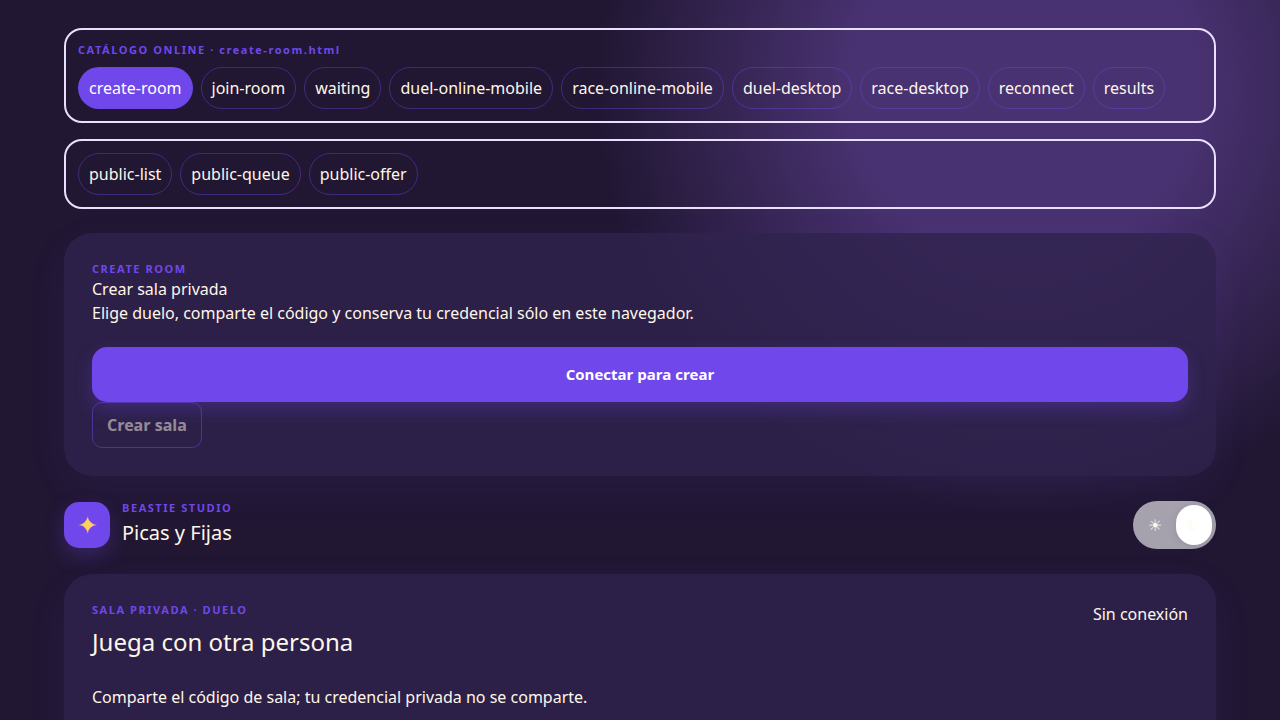 CATÁLOGO ONLINE · create-room.html
create-room join-room waiting duel-online-mobile race-online-mobile duel-desktop race-desktop reconnect results
public-list public-queue public-offer
CREATE ROOM
Crear sala privada
Elige duelo, comparte el código y conserva tu credencial sólo en este navegador.
Conectar para crear
Crear sala
BEASTIE STUDIO
Picas y Fijas
SALA PRIVADA · DUELO
Sin conexión
Juega con otra persona
Comparte el código de sala; tu credencial privada no se comparte.